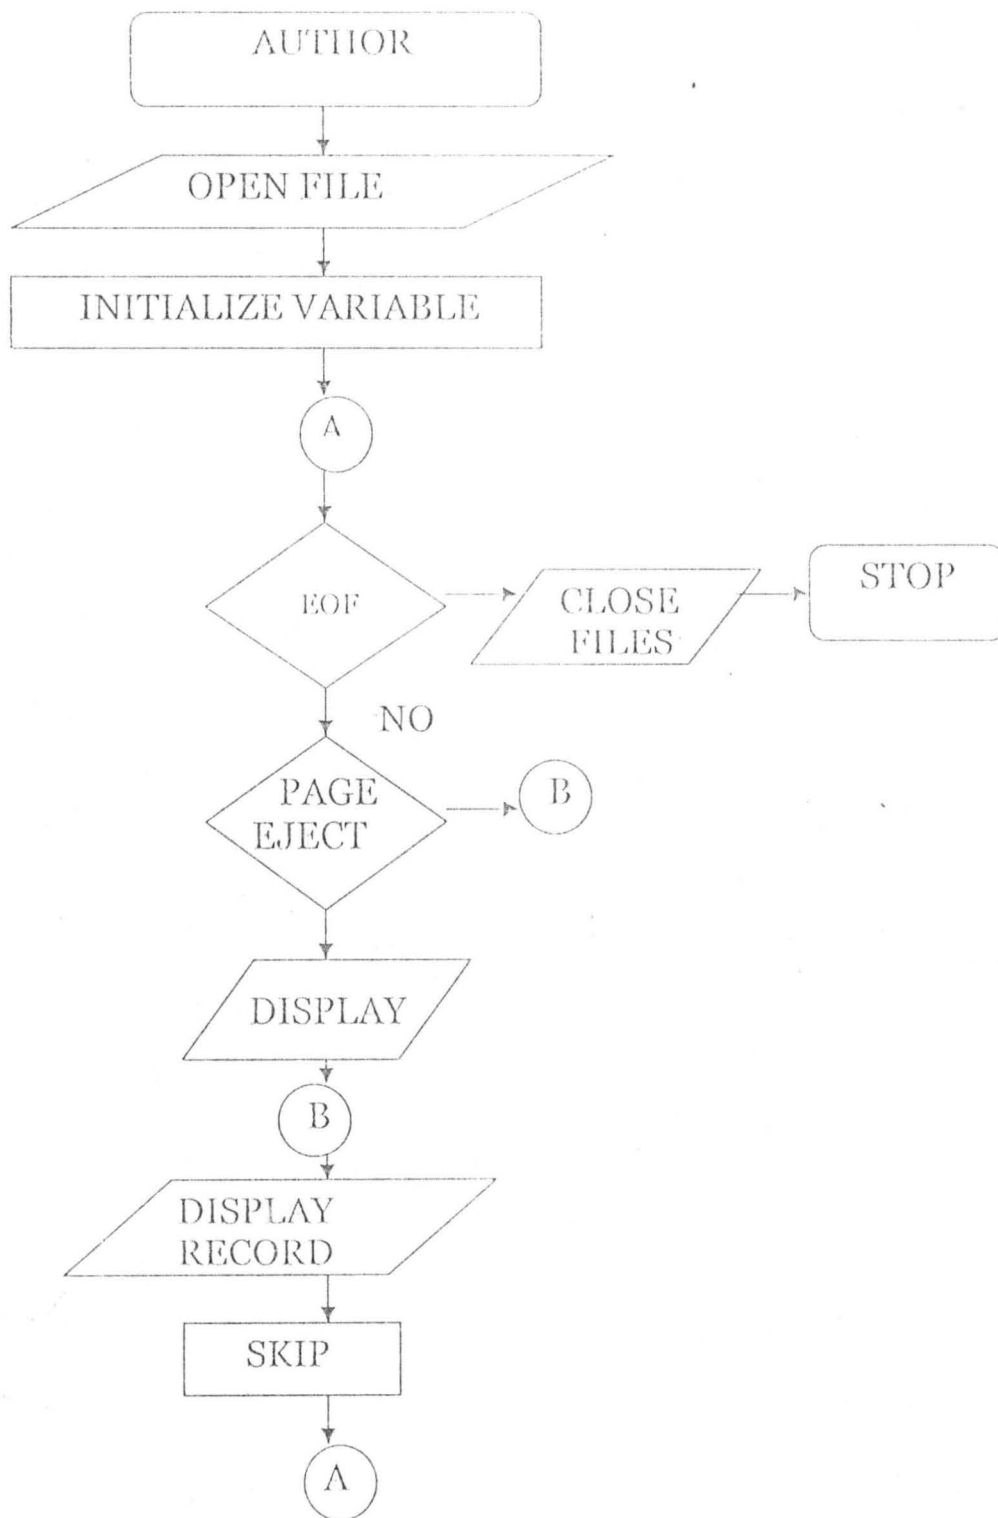 AUTHOR
OPEN FILE
INITIALIZE VARIABLE
A
EOF
CLOSE
FILES
STOP
NO
PAGE
EJECT
B
DISPLAY
B
DISPLAY
RECORD
SKIP
A